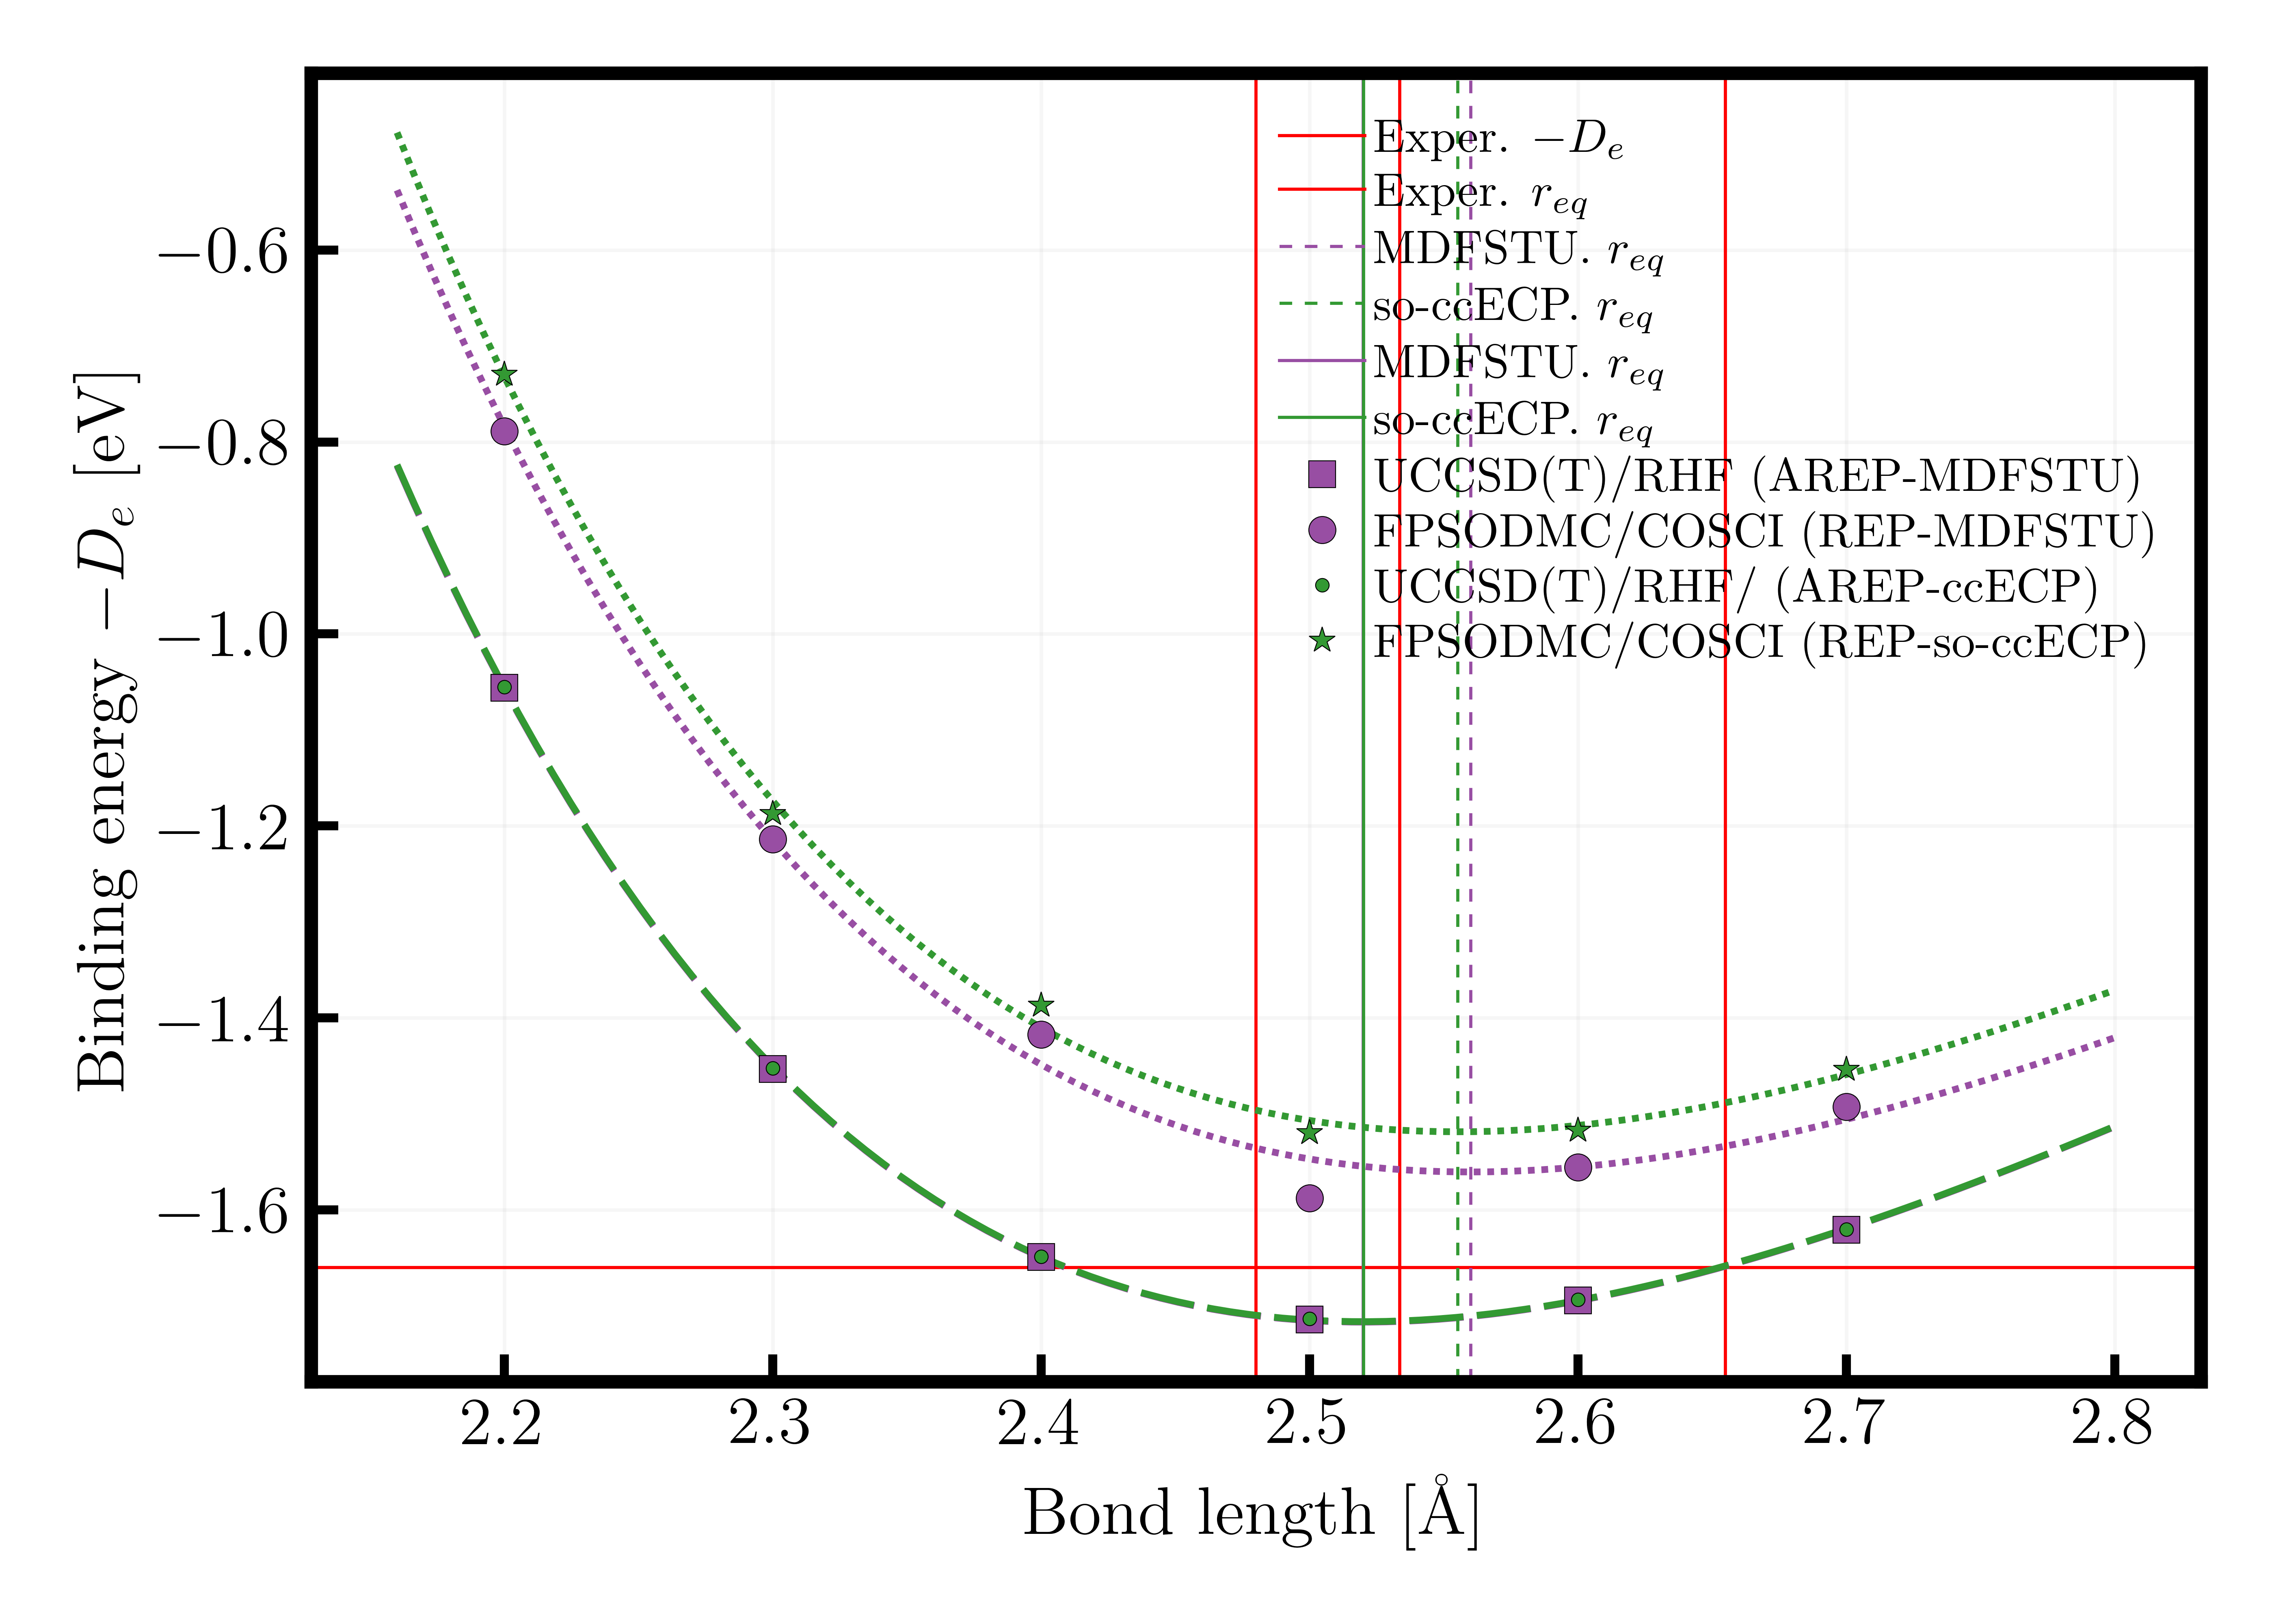 Exper. −Dₑ
Exper. r_eq
MDFSTU. r_eq
so-ccECP. r_eq
MDFSTU. r_eq
so-ccECP. r_eq
UCCSD(T)/RHF (AREP-MDFSTU)
FPSODMC/COSCI (REP-MDFSTU)
UCCSD(T)/RHF/ (AREP-ccECP)
FPSODMC/COSCI (REP-so-ccECP)
Binding energy −Dₑ [eV]
−0.6
−0.8
−1.0
−1.2
−1.4
−1.6
2.2 2.3 2.4 2.5 2.6 2.7 2.8
Bond length [Å]